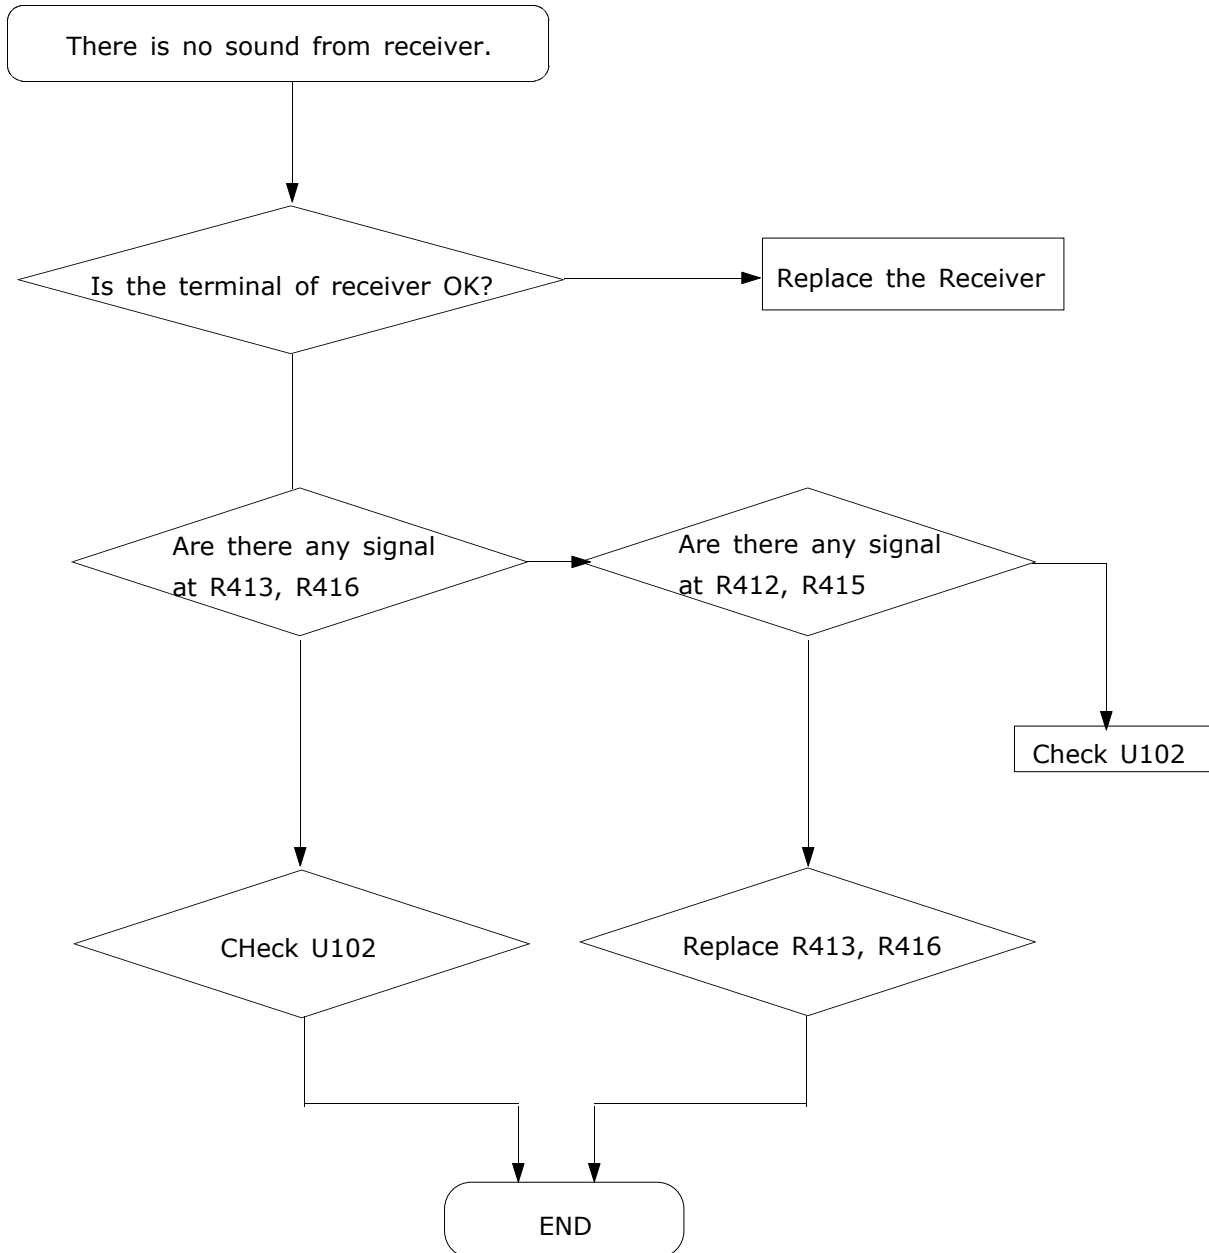 There is no sound from receiver.
Is the terminal of receiver OK?
Replace the Receiver
Are there any signal
at R413, R416
Are there any signal
at R412, R415
Check U102
CHeck U102
Replace R413, R416
END